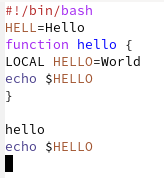 #!/bin/bash
HELL=Hello
function hello {
LOCAL HELLO=World
echo $HELLO
}
hello
echo $HELLO